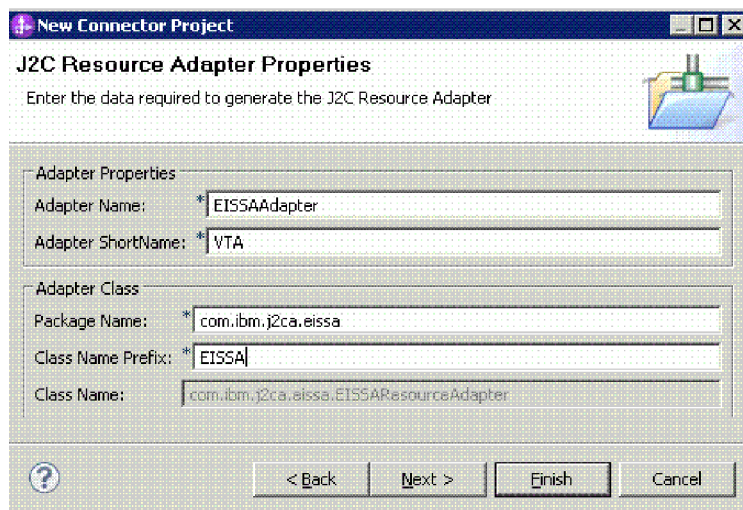 New Connector Project
J2C Resource Adapter Properties
Enter the data required to generate the J2C Resource Adapter
Adapter Properties
Adapter Name: * EISSAAdapter
Adapter ShortName: * VTA
Adapter Class
Package Name: * com.ibm.j2ca.eissa
Class Name Prefix: * EISSA
Class Name: com.ibm.j2ca.eissa.EISSAResourceAdapter
? < Back Next > Finish Cancel